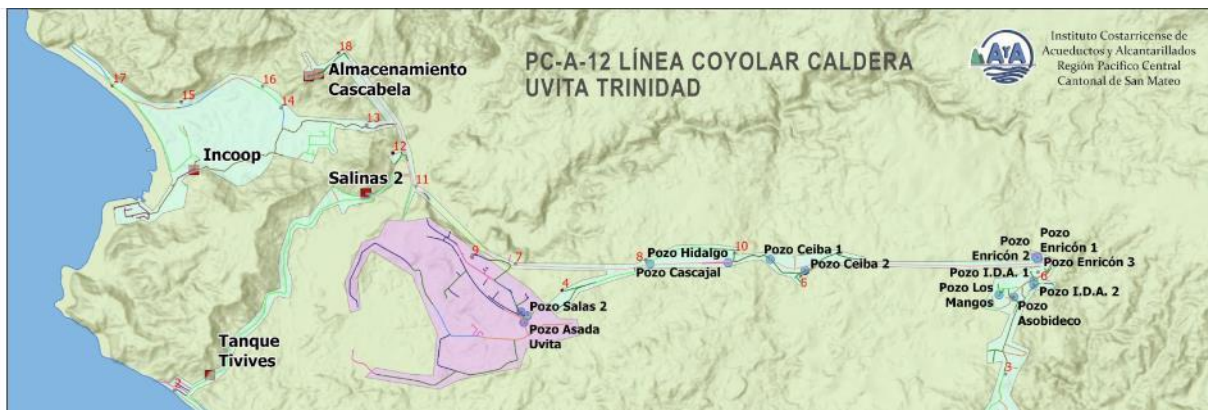 PC-A-12 LÍNEA COYOLAR CALDERA
UVITA TRINIDAD
AyA
Instituto Costarricense de
Acueductos y Alcantarillados
Región Pacífico Central
Cantonal de San Mateo
18
Almacenamiento
Cascabela
17
16
15
14
13
12
Incoop
Salinas 2
11
9
7
8
Pozo Hidalgo
10
Pozo Cascajal
Pozo Ceiba 1
Pozo Ceiba 2
6
4
Pozo
Enricón 1
Pozo
Enricón 2
Pozo Enricón 3
Pozo I.D.A. 1
Pozo I.D.A. 2
Pozo Los
Mangos
Pozo
Asobideco
Pozo Salas 2
Pozo Asada
Uvita
Tanque
Tivives
2
3